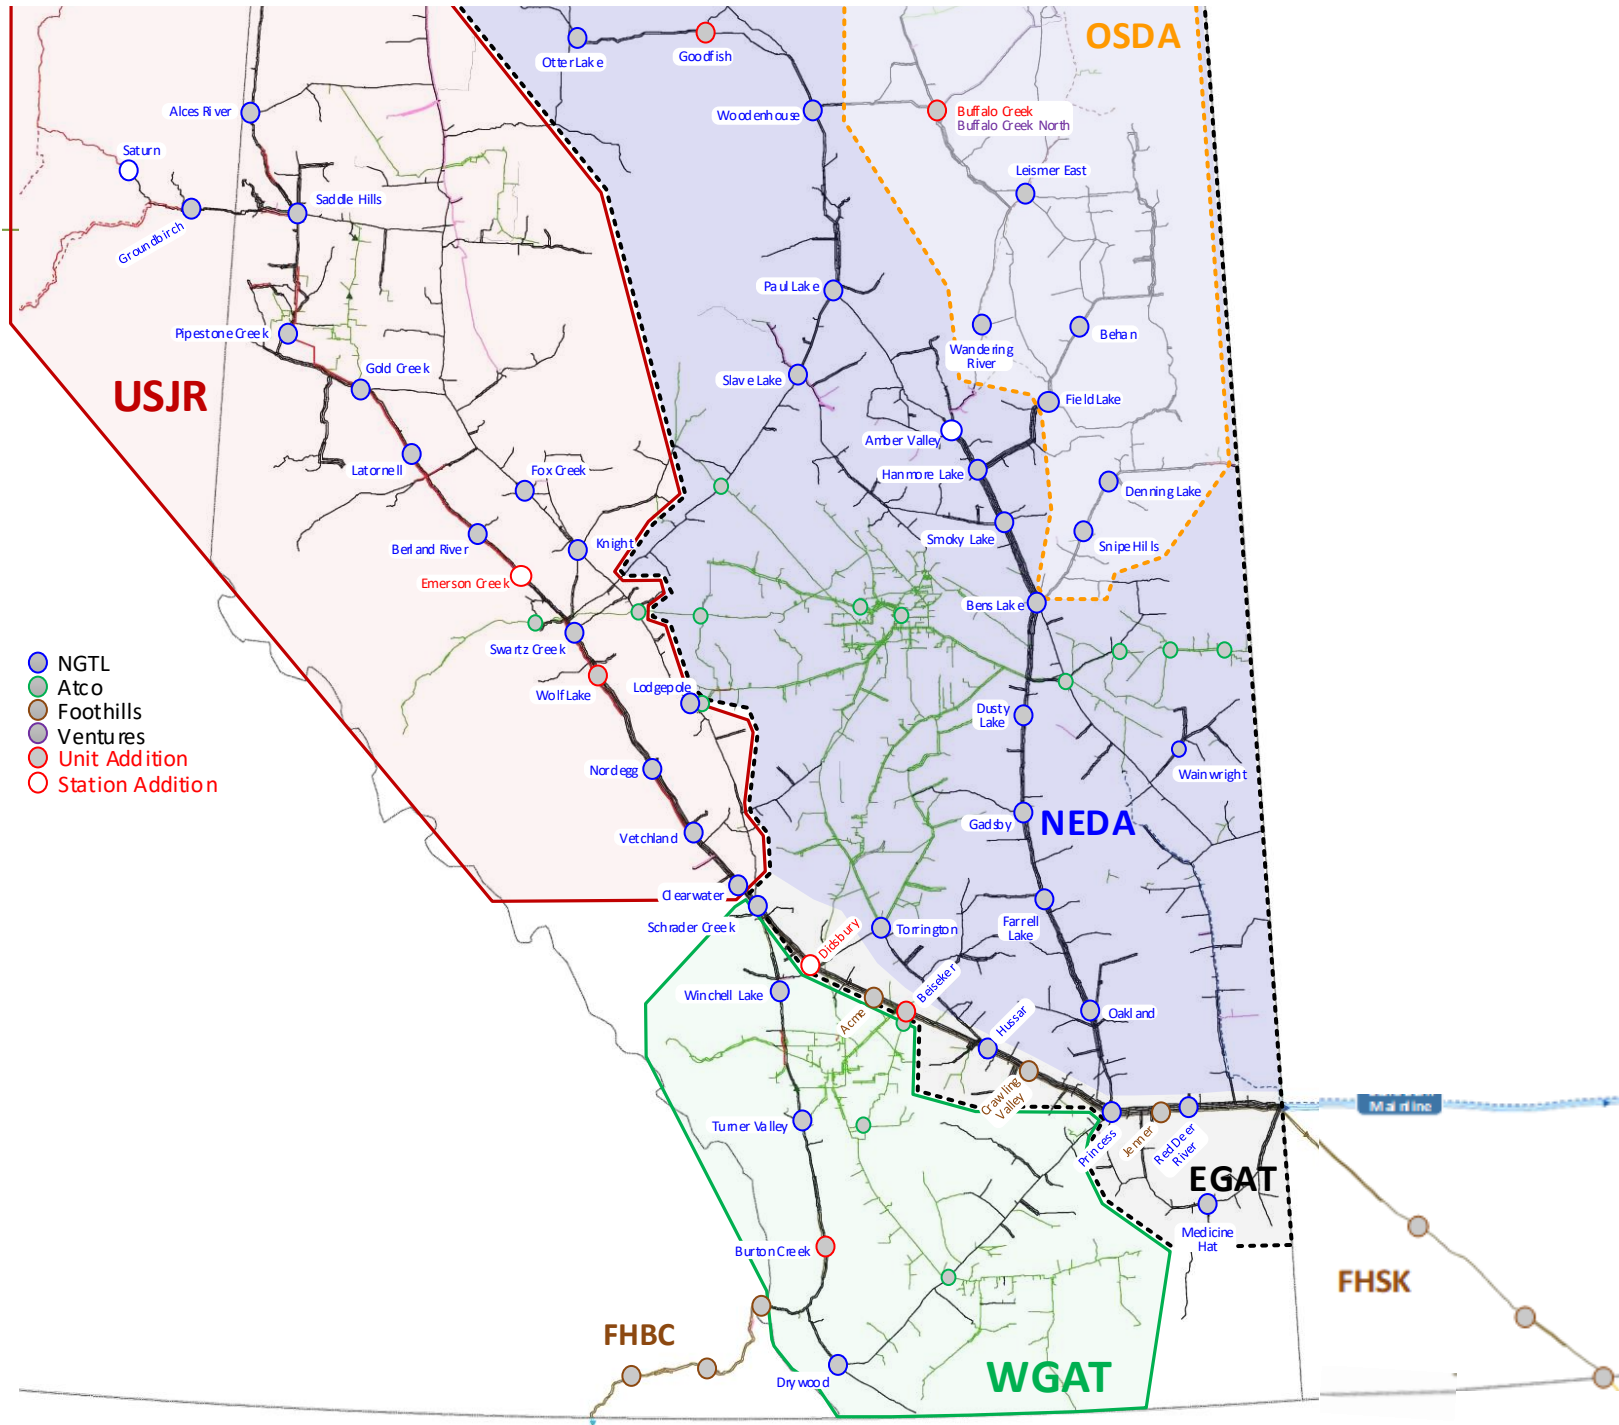 OSDA
Otter Lake
Goodfish
Alces River
Woodenhouse
Buffalo Creek
Buffalo Creek North
Saturn
Leismer East
Saddle Hills
Groundbirch
Paul Lake
Pipestone Creek
Wandering
River
Behan
Gold Creek
Slave Lake
USJR
Field Lake
Amber Valley
Latornell
Fox Creek
Hanmore Lake
Denning Lake
Berland River
Knight
Smoky Lake
Snipe Hills
Emerson Creek
Bens Lake
Swartz Creek
NGTL
Atco
Foothills
Ventures
Unit Addition
Station Addition
Wolf Lake
Lodgepole
Dusty
Lake
Nordegg
Wainwright
Vetchland
Gadsby
NEDA
Clearwater
Schrader Creek
Didsbury
Torrington
Farrell
Lake
Winchell Lake
Beiseker
Acme
Hussar
Oakland
Crawling
Valley
Mainline
Turner Valley
Princess
Jenner
Red Deer
River
EGAT
Medicine
Hat
Burton Creek
FHSK
FHBC
WGAT
Drywood